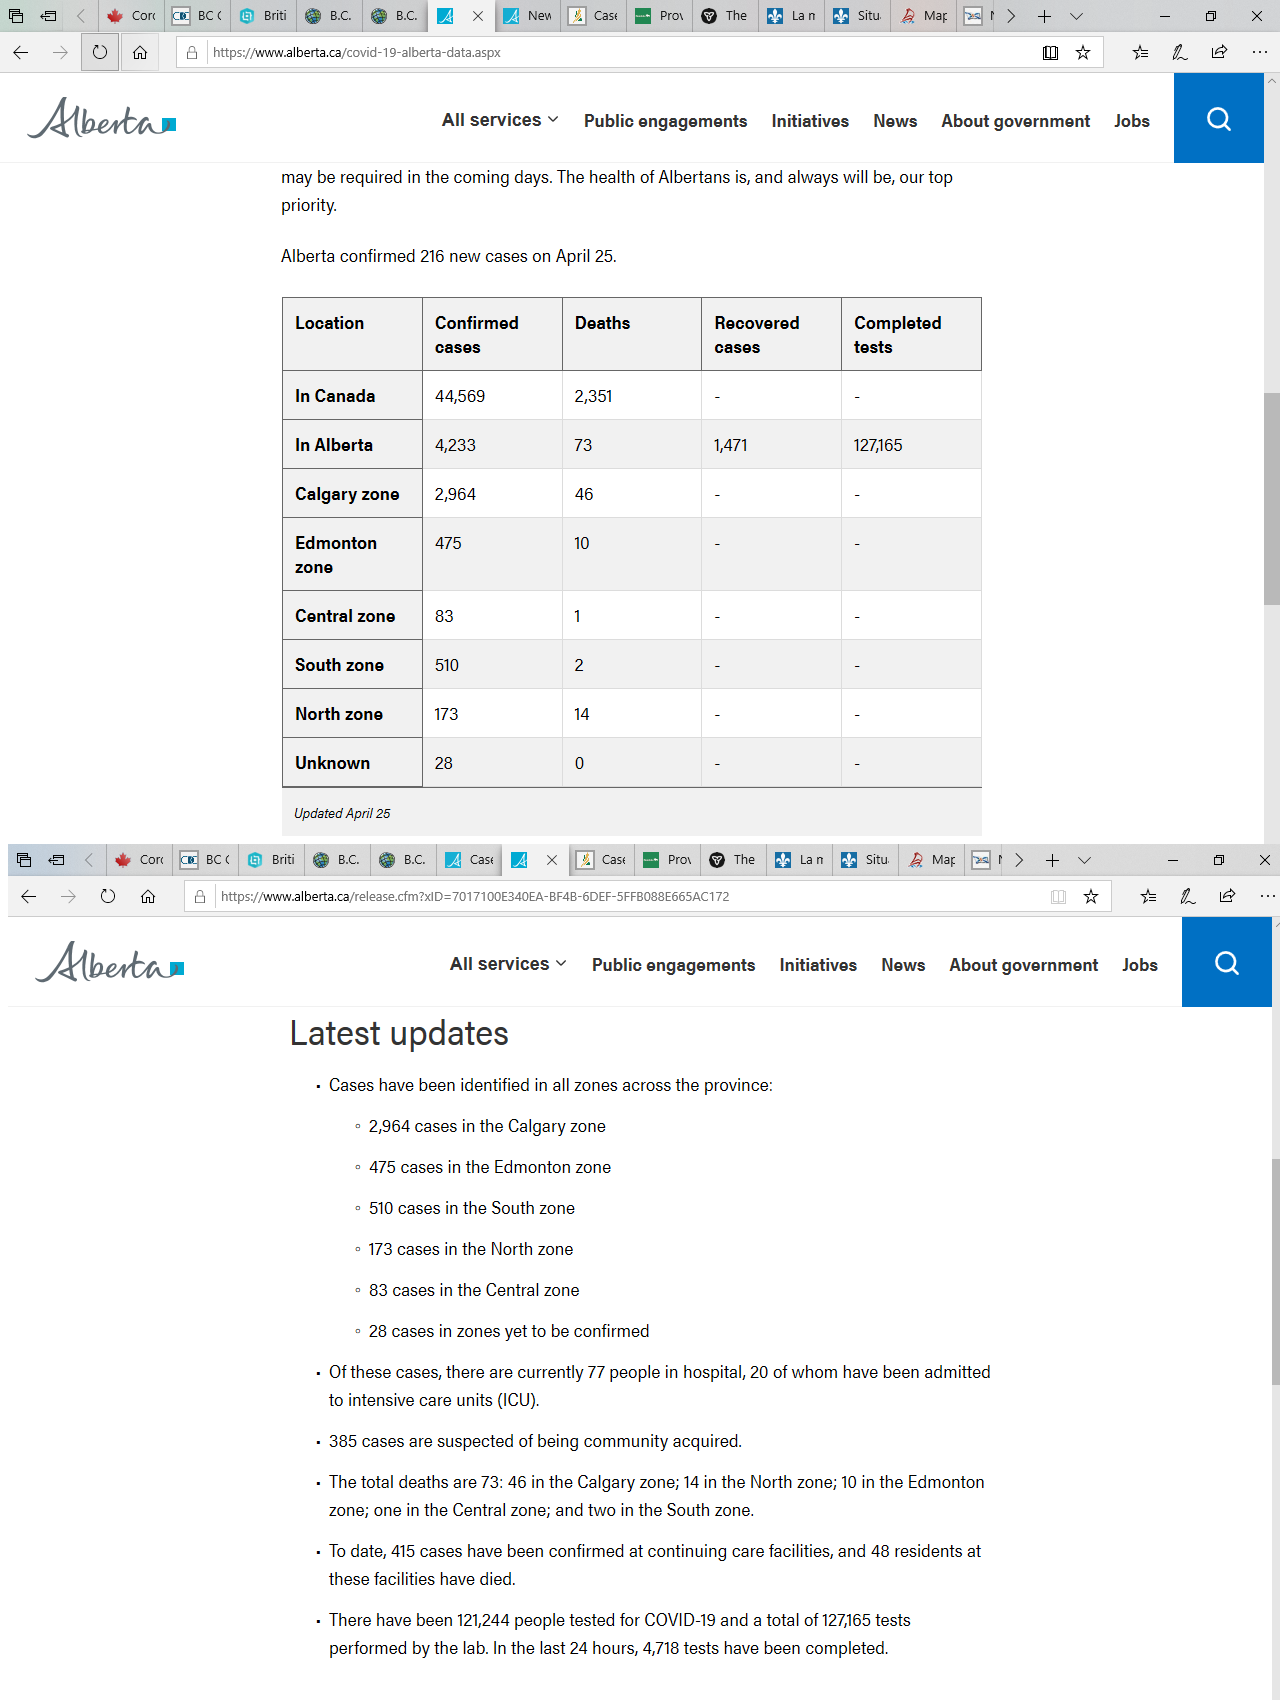 Corc
BC C
Briti
B.C.
B.C.
New
Case
Prov
The
La n
Situ
Map
https://www.alberta.ca/covid-19-alberta-data.aspx
Alberta
All services
Public engagements
Initiatives
News
About government
Jobs
may be required in the coming days. The health of Albertans is, and always will be, our top
priority.
Alberta confirmed 216 new cases on April 25.
Location Confirmed cases Deaths Recovered cases Completed tests
In Canada 44,569 2,351 - -
In Alberta 4,233 73 1,471 127,165
Calgary zone 2,964 46 - -
Edmonton zone 475 10 - -
Central zone 83 1 - -
South zone 510 2 - -
North zone 173 14 - -
Unknown 28 0 - -
Updated April 25
Corc
BC C
Briti
B.C.
B.C.
Case
Case
Prov
The
La n
Situ
Map
https://www.alberta.ca/release.cfm?xID=7017100E340EA-BF4B-6DEF-5FFB088E665AC172
Alberta
All services
Public engagements
Initiatives
News
About government
Jobs
Latest updates
• Cases have been identified in all zones across the province:
◦ 2,964 cases in the Calgary zone
◦ 475 cases in the Edmonton zone
◦ 510 cases in the South zone
◦ 173 cases in the North zone
◦ 83 cases in the Central zone
◦ 28 cases in zones yet to be confirmed
• Of these cases, there are currently 77 people in hospital, 20 of whom have been admitted
to intensive care units (ICU).
• 385 cases are suspected of being community acquired.
• The total deaths are 73: 46 in the Calgary zone; 14 in the North zone; 10 in the Edmonton
zone; one in the Central zone; and two in the South zone.
• To date, 415 cases have been confirmed at continuing care facilities, and 48 residents at
these facilities have died.
• There have been 121,244 people tested for COVID-19 and a total of 127,165 tests
performed by the lab. In the last 24 hours, 4,718 tests have been completed.